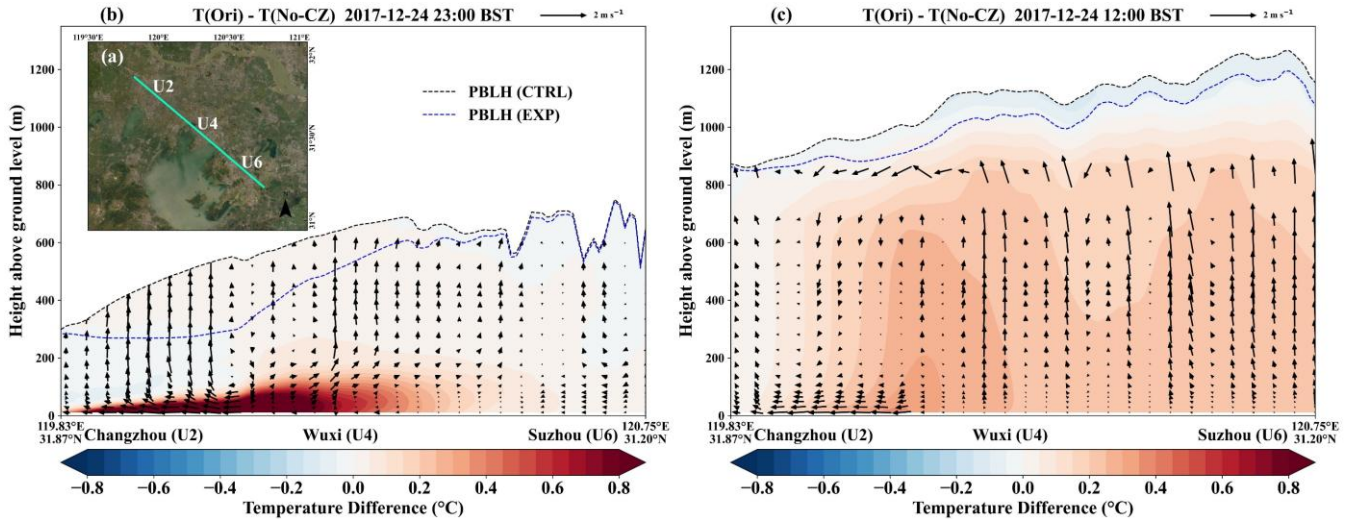 (b) T(Ori) - T(No-CZ) 2017-12-24 23:00 BST 2 m s⁻¹
119°30'E 120°E 120°30'E 121°E
(a)
32°N
U2
U4
31°30'N
U6
31°N
PBLH (CTRL)
PBLH (EXP)
Height above ground level (m)
1200
1000
800
600
400
200
0
119.83°E
31.87°N
Changzhou (U2) Wuxi (U4) Suzhou (U6)
120.75°E
31.20°N
−0.8 −0.6 −0.4 −0.2 0.0 0.2 0.4 0.6 0.8
Temperature Difference (°C)
(c) T(Ori) - T(No-CZ) 2017-12-24 12:00 BST 2 m s⁻¹
PBLH (CTRL)
PBLH (EXP)
Height above ground level (m)
1200
1000
800
600
400
200
0
119.83°E
31.87°N
Changzhou (U2) Wuxi (U4) Suzhou (U6)
120.75°E
31.20°N
−0.8 −0.6 −0.4 −0.2 0.0 0.2 0.4 0.6 0.8
Temperature Difference (°C)